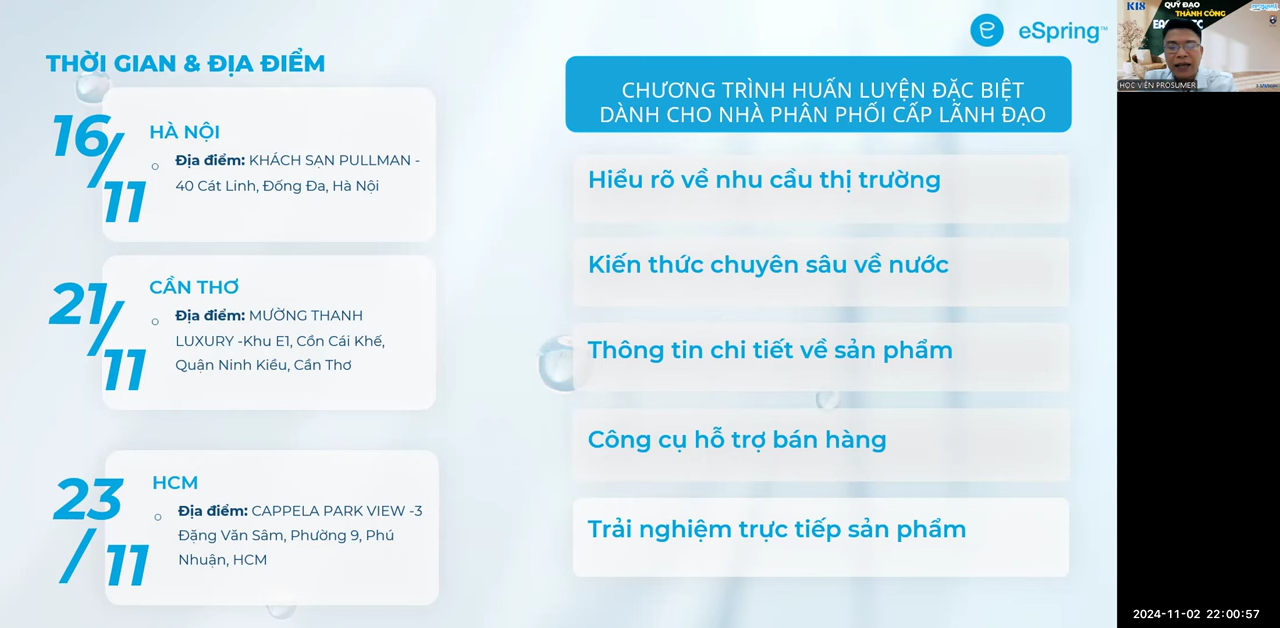 eSpring™
THỜI GIAN & ĐỊA ĐIỂM
16/11
HÀ NỘI
Địa điểm: KHÁCH SẠN PULLMAN -
40 Cát Linh, Đống Đa, Hà Nội
21/11
CẦN THƠ
Địa điểm: MƯỜNG THANH
LUXURY -Khu E1, Cồn Cái Khế,
Quận Ninh Kiều, Cần Thơ
23/11
HCM
Địa điểm: CAPPELA PARK VIEW -3
Đặng Văn Sâm, Phường 9, Phú
Nhuận, HCM
CHƯƠNG TRÌNH HUẤN LUYỆN ĐẶC BIỆT
DÀNH CHO NHÀ PHÂN PHỐI CẤP LÃNH ĐẠO
Hiểu rõ về nhu cầu thị trường
Kiến thức chuyên sâu về nước
Thông tin chi tiết về sản phẩm
Công cụ hỗ trợ bán hàng
Trải nghiệm trực tiếp sản phẩm
K18
QUỸ ĐẠO
THÀNH CÔNG
HỌC VIỆN PROSUMER
2024-11-02 22:00:57